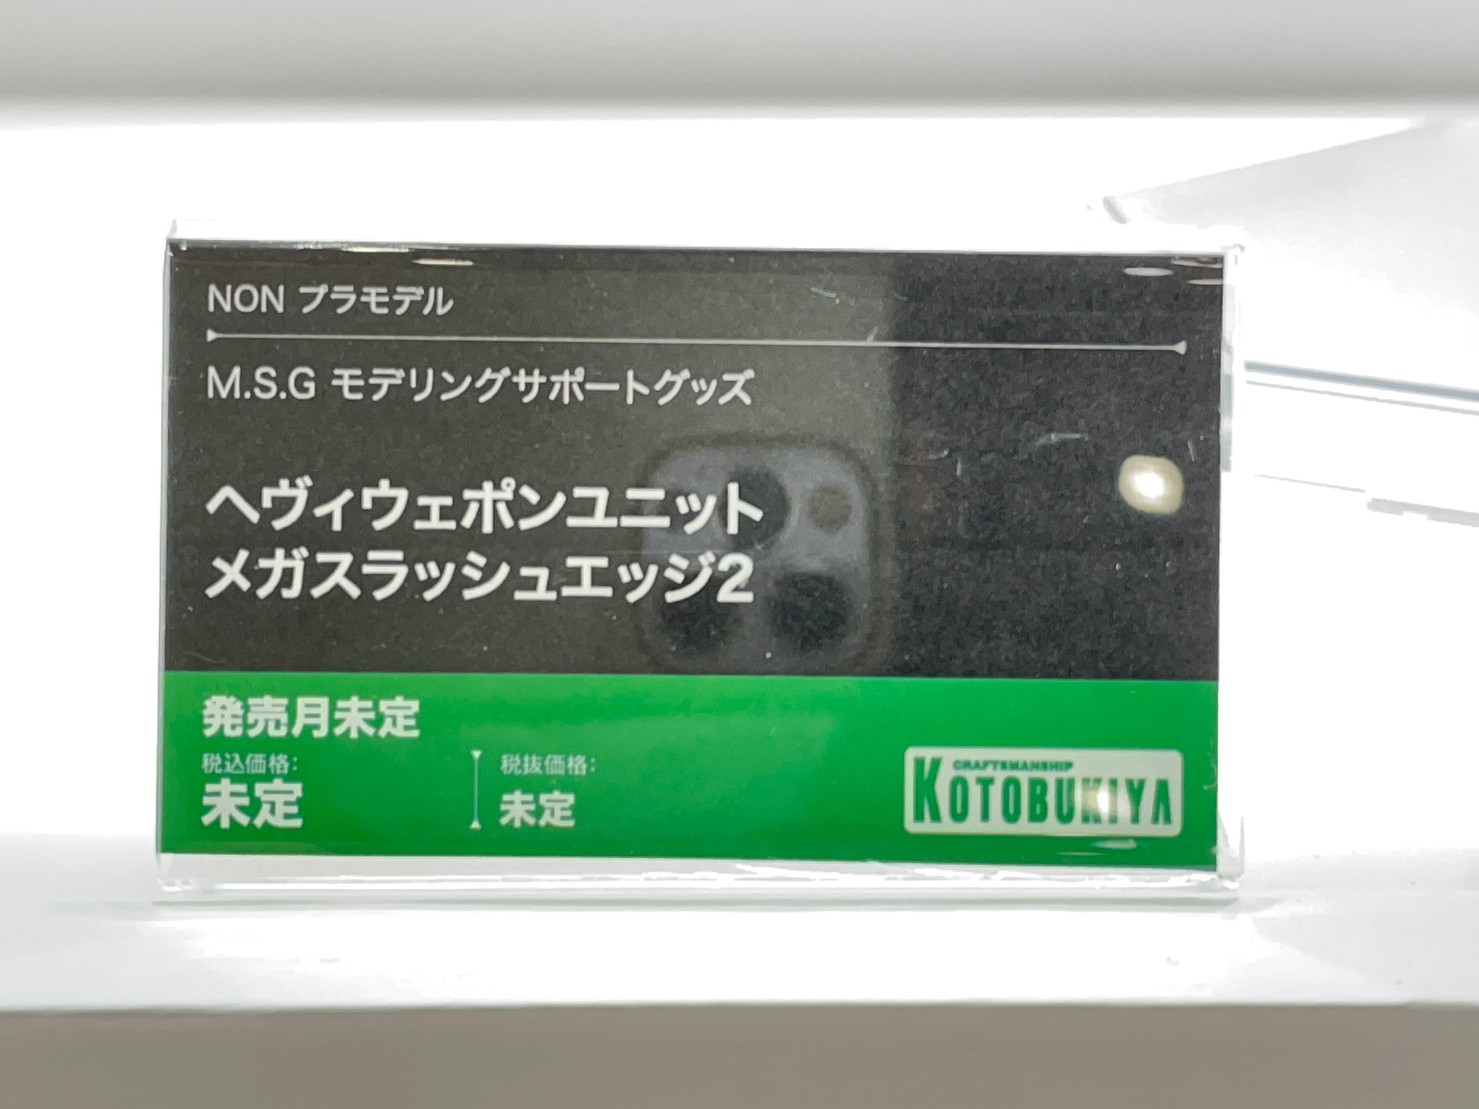 NON プラモデル
M.S.G モデリングサポートグッズ
ヘヴィウェポンユニット
メガスラッシュエッジ2
発売月未定
税込価格:
未定
税抜価格:
未定
CRAFTSMANSHIP
KOTOBUKIYA